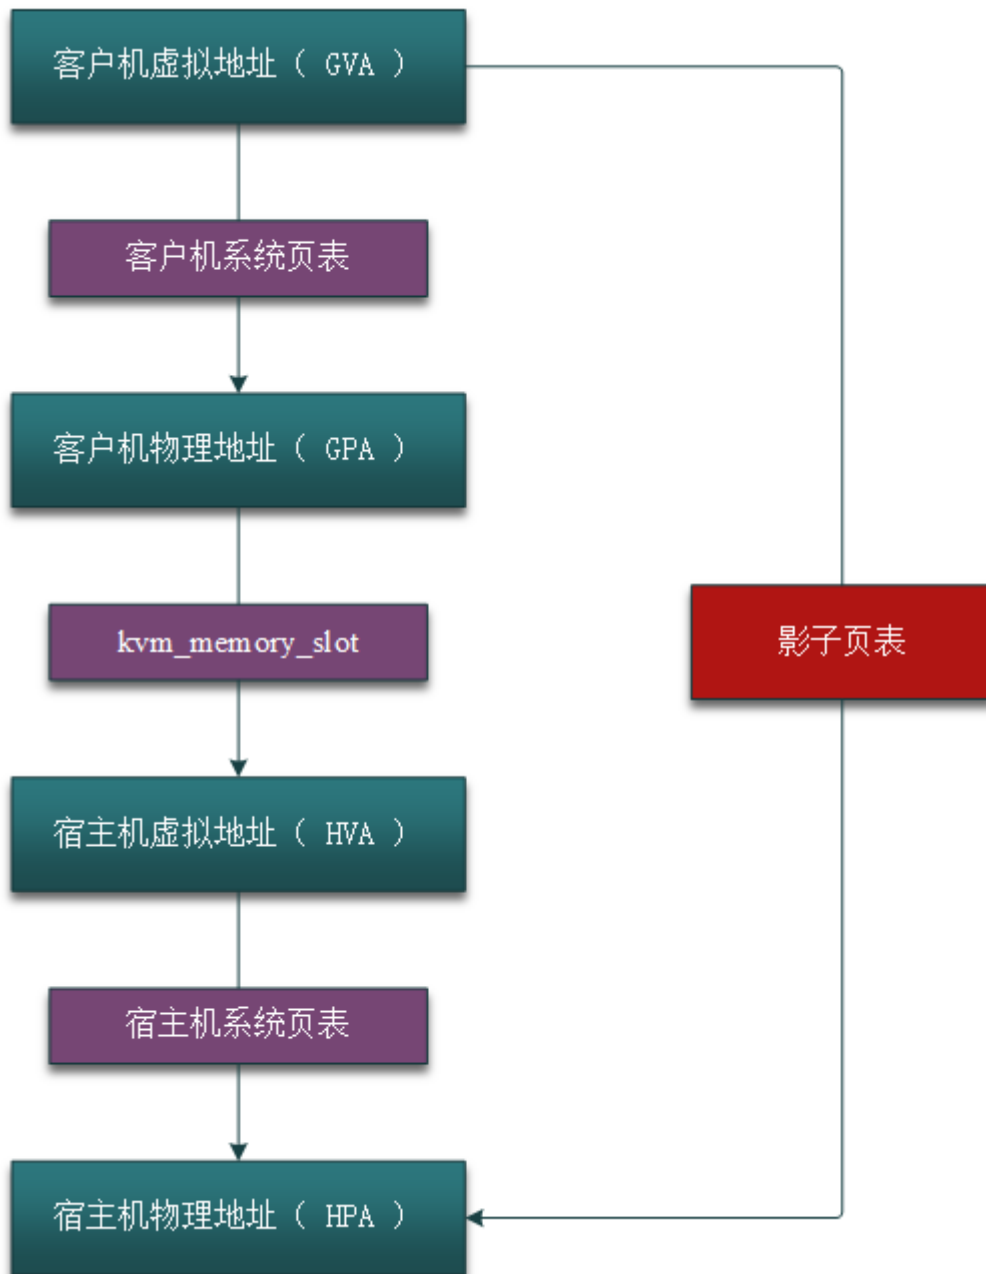 客户机虚拟地址（ GVA ）
客户机系统页表
客户机物理地址（ GPA ）
kvm_memory_slot
影子页表
宿主机虚拟地址（ HVA ）
宿主机系统页表
宿主机物理地址（ HPA ）